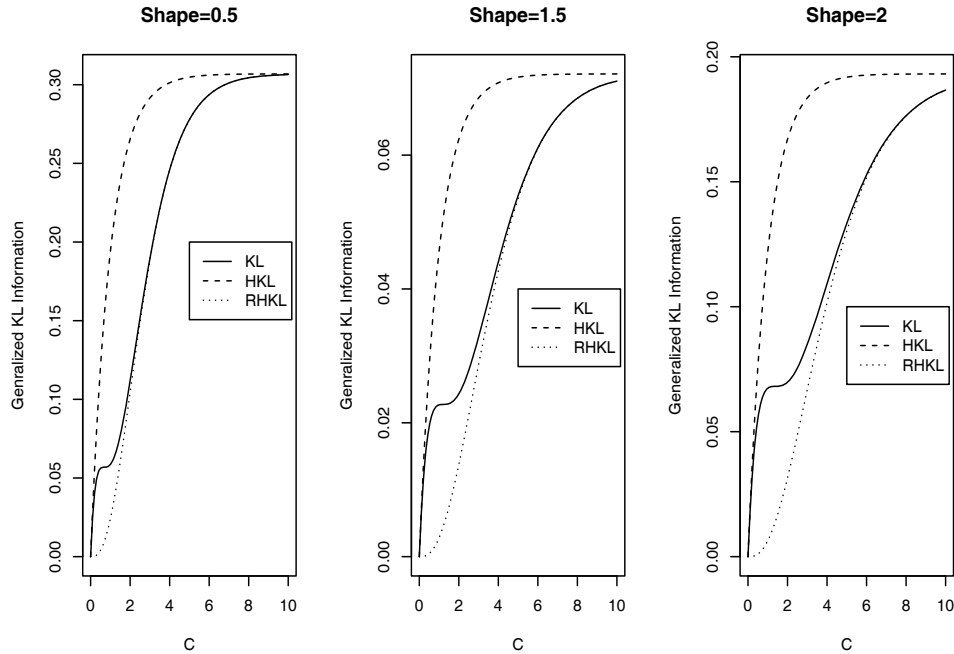 Shape=0.5
Genralized KL Information
0.30
0.25
0.20
0.15
0.10
0.05
0.00
KL
HKL
RHKL
0 2 4 6 8 10
C
Shape=1.5
Genralized KL Information
0.06
0.04
0.02
0.00
KL
HKL
RHKL
0 2 4 6 8 10
C
Shape=2
Generalized KL Information
0.20
0.15
0.10
0.05
0.00
KL
HKL
RHKL
0 2 4 6 8 10
C